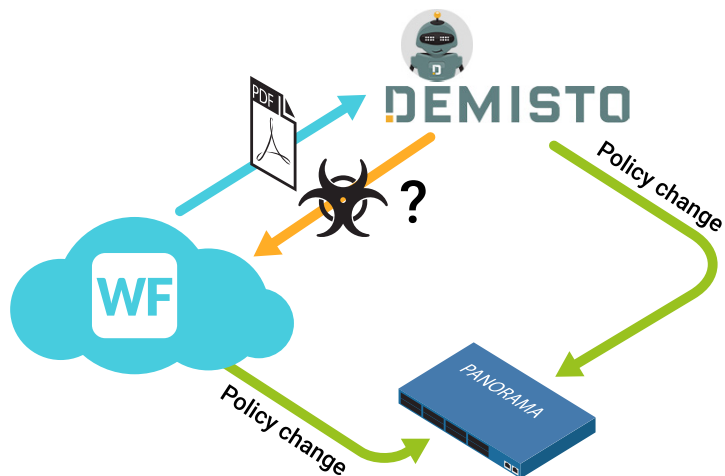 D
DEMISTO
PDF
?
Policy change
WF
PANORAMA
Policy change